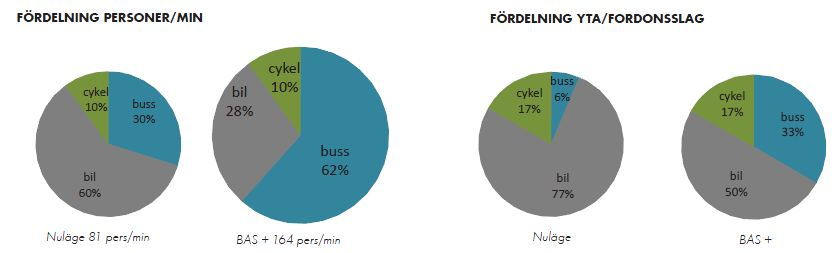 FÖRDELNING PERSONER/MIN
cykel
10%
buss
30%
bil
60%
Nuläge 81 pers/min
cykel
10%
bil
28%
buss
62%
BAS + 164 pers/min
FÖRDELNING YTA/FORDONSSLAG
cykel
17%
buss
6%
bil
77%
Nuläge
cykel
17%
buss
33%
bil
50%
BAS +